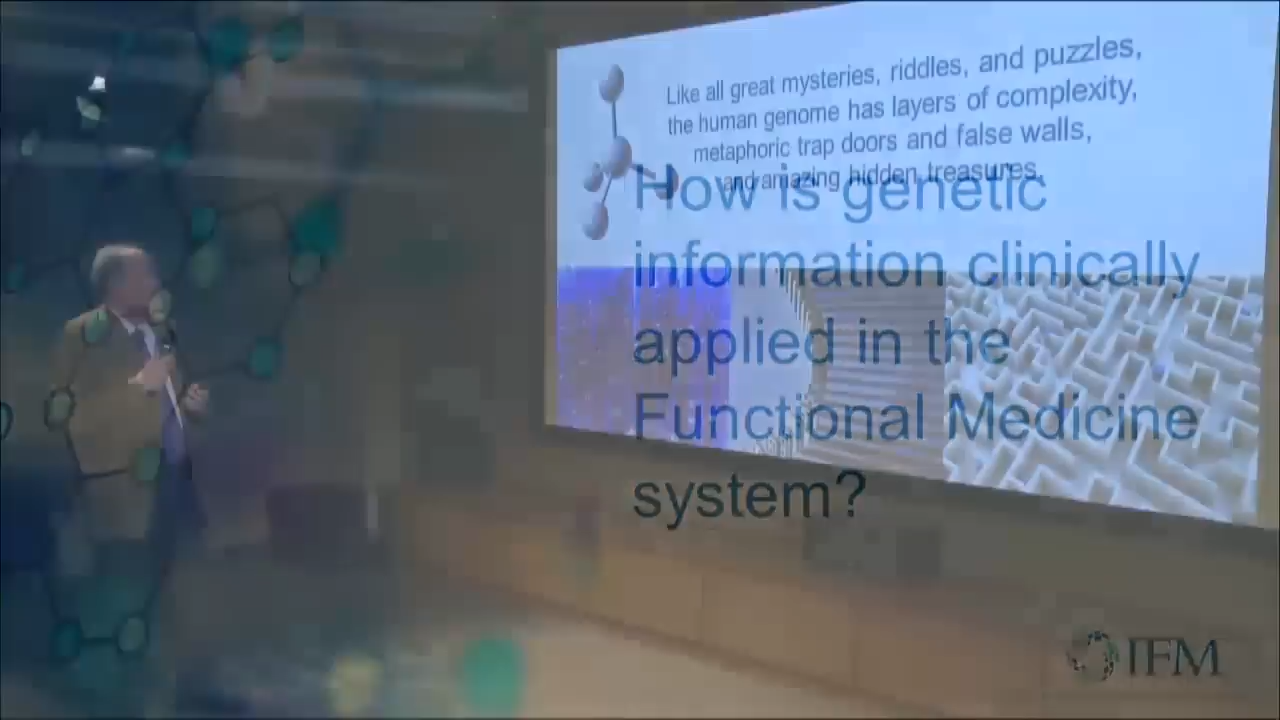 Like all great mysteries, riddles, and puzzles,
the human genome has layers of complexity,
metaphoric trap doors and false walls,
and amazing hidden treasures.
How is genetic
information clinically
applied in the
Functional Medicine
system?
IFM